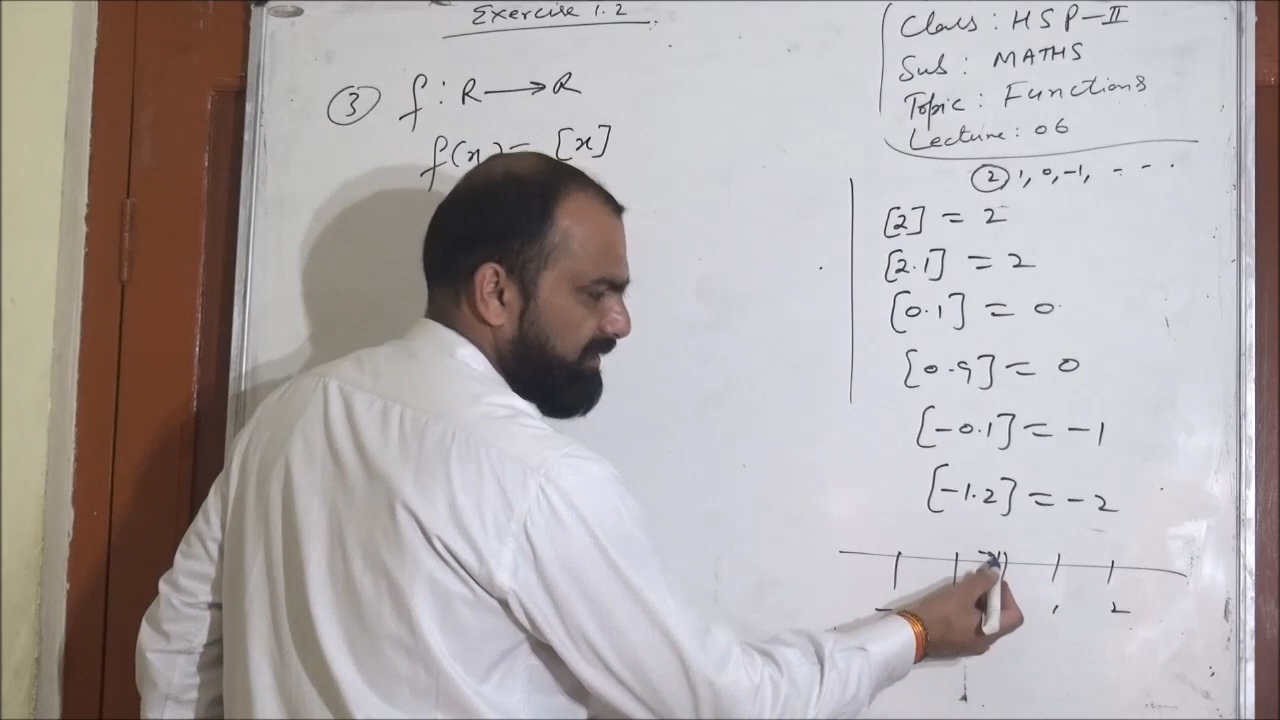 Exercise 1.2
③ f : R ⟶ R
f(x) = [x]
Class : HSP-II
Sub : MATHS
Topic : Functions
Lecture : 06
② 1, 0, -1, - - -
[2] = 2
[2.1] = 2
[0.1] = 0
[0.9] = 0
[-0.1] = -1
[-1.2] = -2
1 2